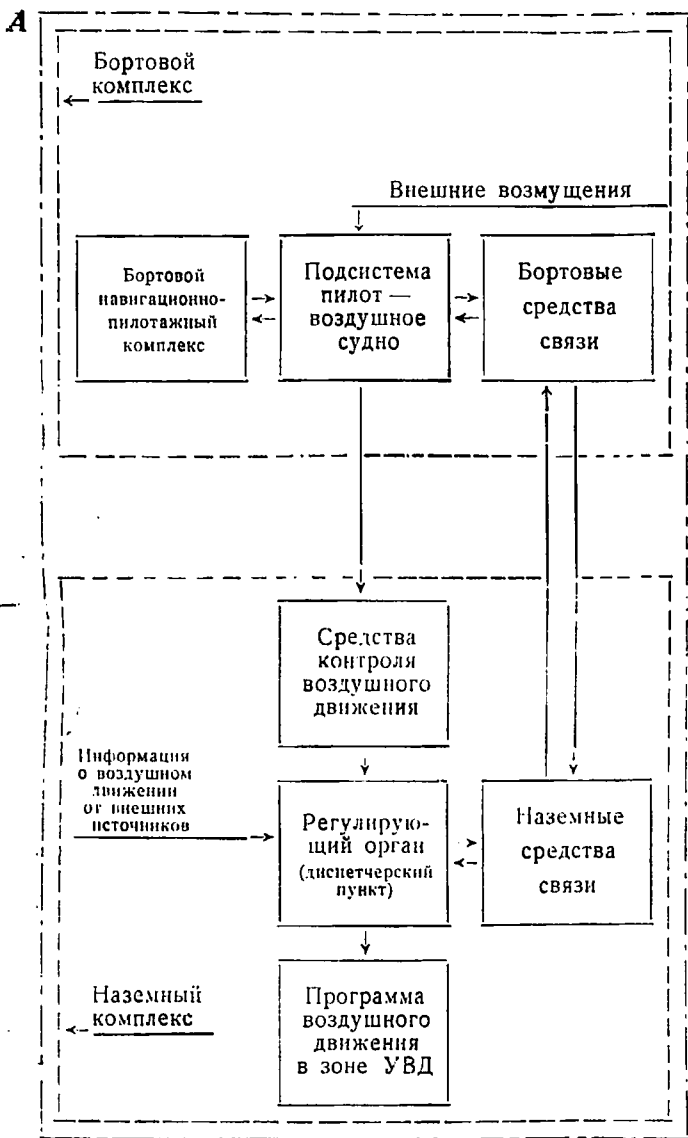 А
Бортовой
комплекс
Внешние возмущения
Бортовой
навигационно-
пилотажный
комплекс
Подсистема
пилот —
воздушное
судно
Бортовые
средства
связи
Средства
контроля
воздушного
движения
Информация
о воздушном
движении
от внешних
источников
Регулирую-
щий орган
(диспетчерский
пункт)
Наземные
средства
связи
Наземный
комплекс
Программа
воздушного
движения
в зоне УВД